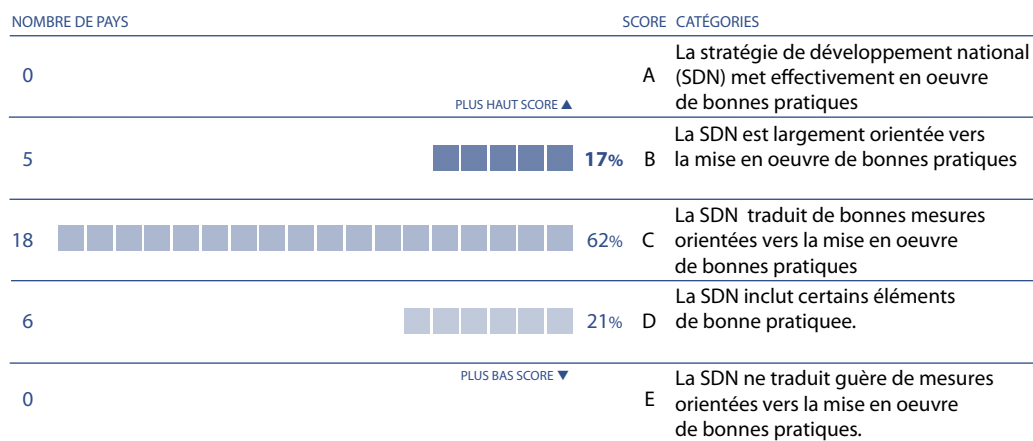 NOMBRE DE PAYS SCORE CATÉGORIES
La stratégie de développement national
0 A (SDN) met effectivement en oeuvre
de bonnes pratiques
PLUS HAUT SCORE ▲
La SDN est largement orientée vers
5 17% B la mise en oeuvre de bonnes pratiques
La SDN traduit de bonnes mesures
18 62% C orientées vers la mise en oeuvre
de bonnes pratiques
La SDN inclut certains éléments
6 21% D de bonne pratiquee.
PLUS BAS SCORE ▼
La SDN ne traduit guère de mesures
0 E orientées vers la mise en oeuvre
de bonnes pratiques.